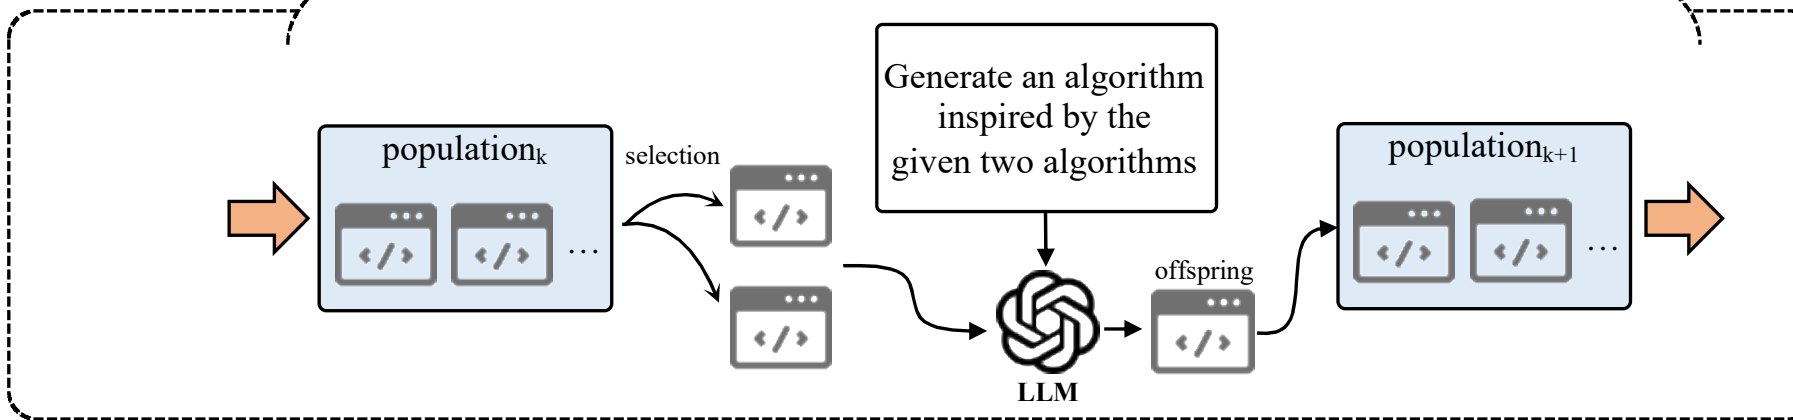 population_k
selection
Generate an algorithm
inspired by the
given two algorithms
LLM
offspring
population_k+1